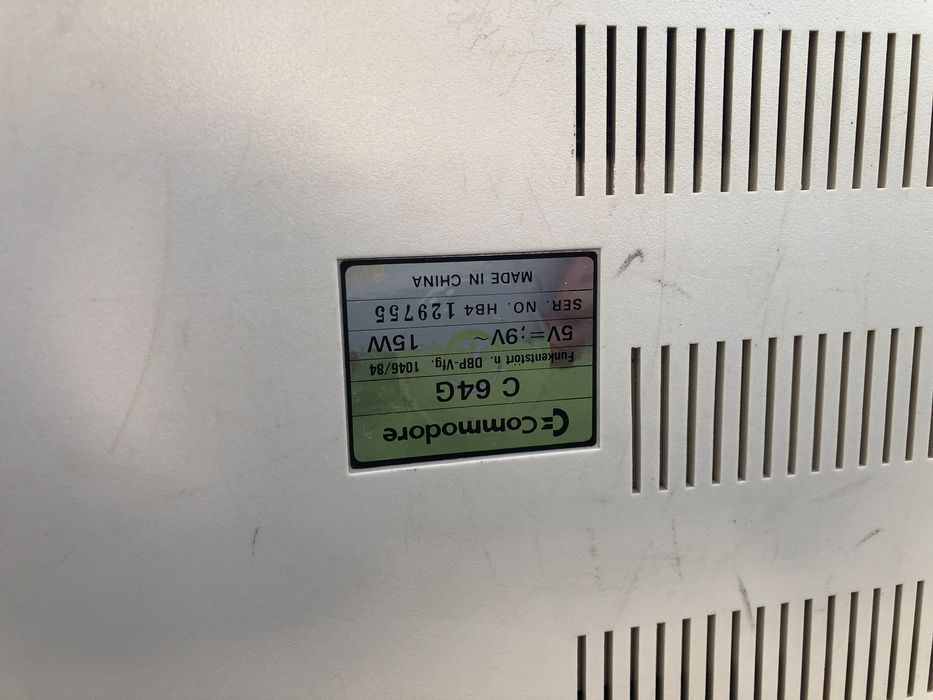 Commodore
C 64G
Funkentstört n. DBP-Vfg. 1046/84
5V=;9V~ 15W
SER. NO. HB4 129755
MADE IN CHINA